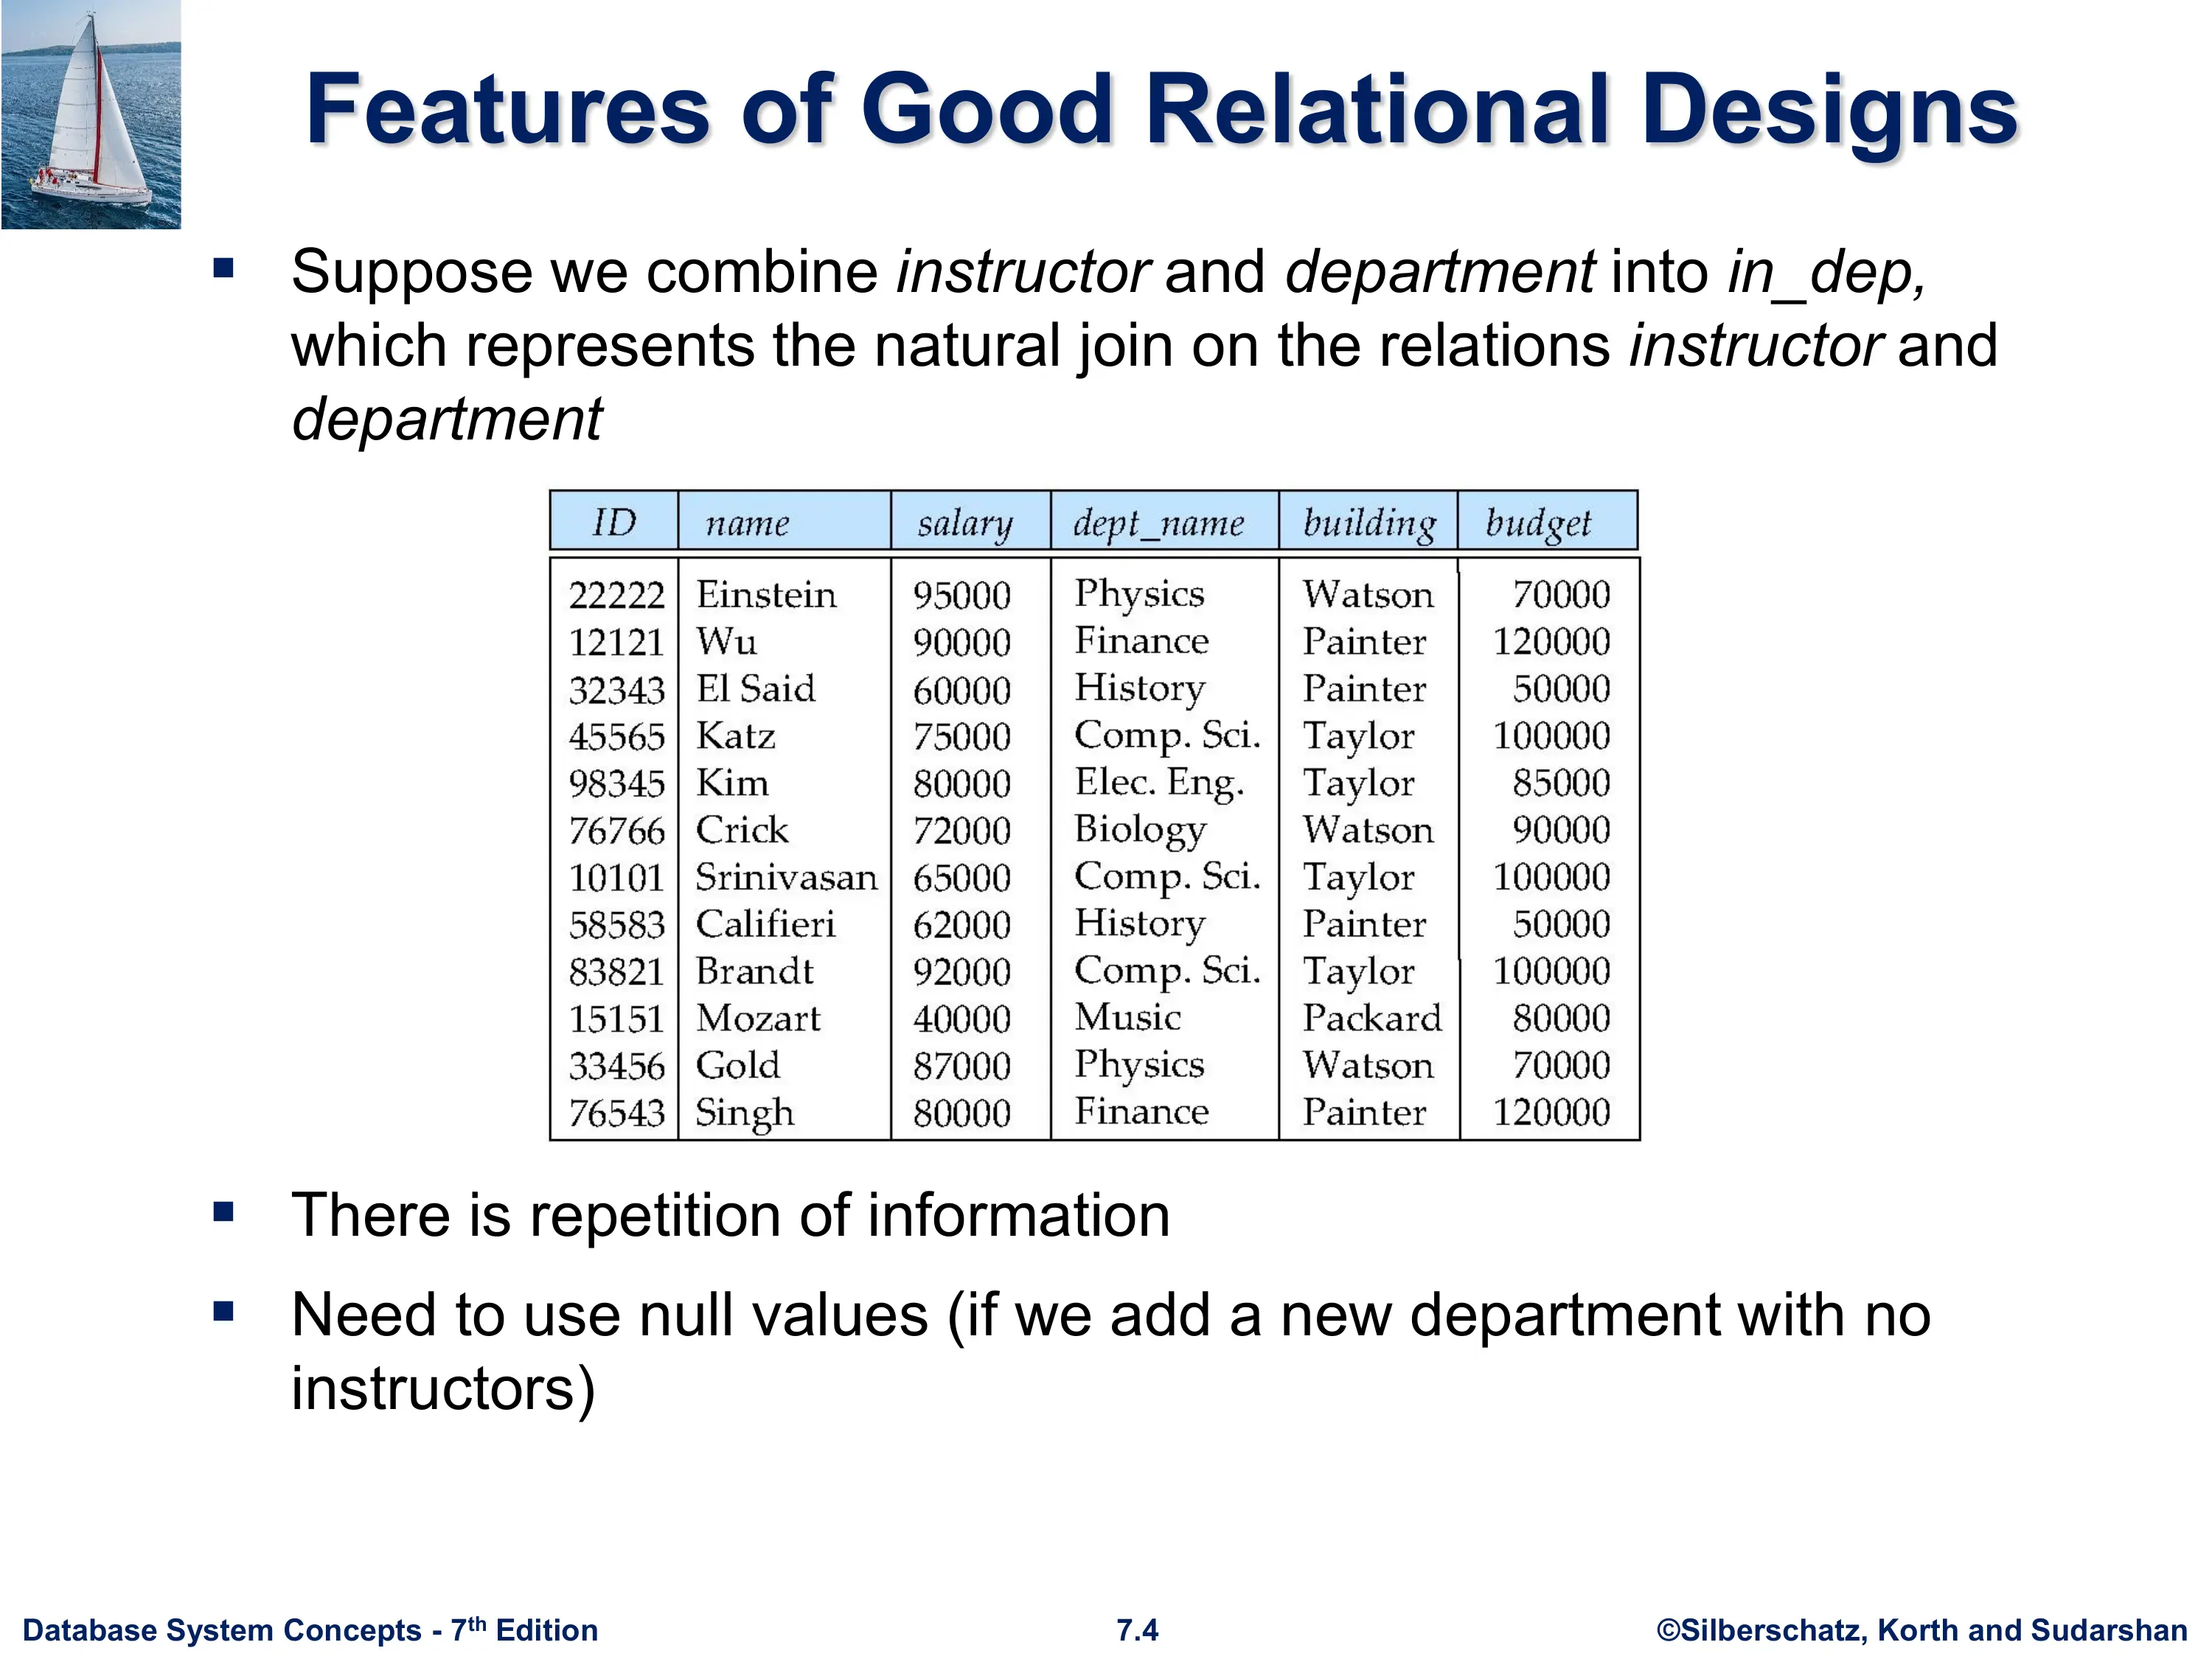 Features of Good Relational Designs
▪ Suppose we combine instructor and department into in_dep,
which represents the natural join on the relations instructor and
department
ID name salary dept_name building budget
22222 Einstein 95000 Physics Watson 70000
12121 Wu 90000 Finance Painter 120000
32343 El Said 60000 History Painter 50000
45565 Katz 75000 Comp. Sci. Taylor 100000
98345 Kim 80000 Elec. Eng. Taylor 85000
76766 Crick 72000 Biology Watson 90000
10101 Srinivasan 65000 Comp. Sci. Taylor 100000
58583 Califieri 62000 History Painter 50000
83821 Brandt 92000 Comp. Sci. Taylor 100000
15151 Mozart 40000 Music Packard 80000
33456 Gold 87000 Physics Watson 70000
76543 Singh 80000 Finance Painter 120000
▪ There is repetition of information
▪ Need to use null values (if we add a new department with no
instructors)
Database System Concepts - 7th Edition 7.4 ©Silberschatz, Korth and Sudarshan